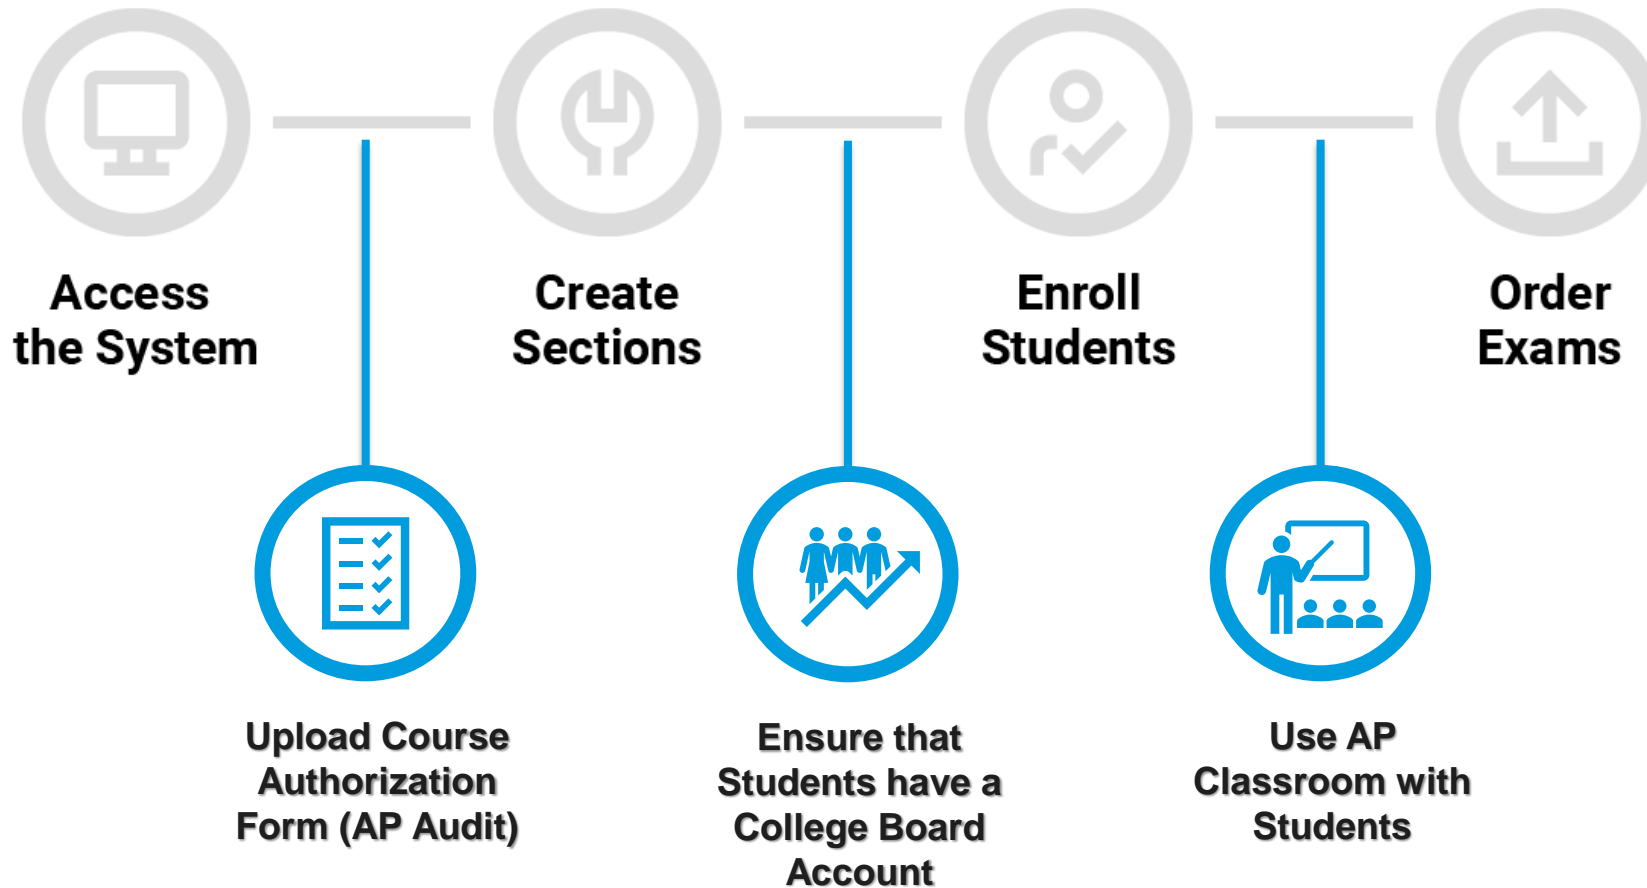 Access
the System
Create
Sections
Enroll
Students
Order
Exams
Upload Course
Authorization
Form (AP Audit)
Ensure that
Students have a
College Board
Account
Use AP
Classroom with
Students